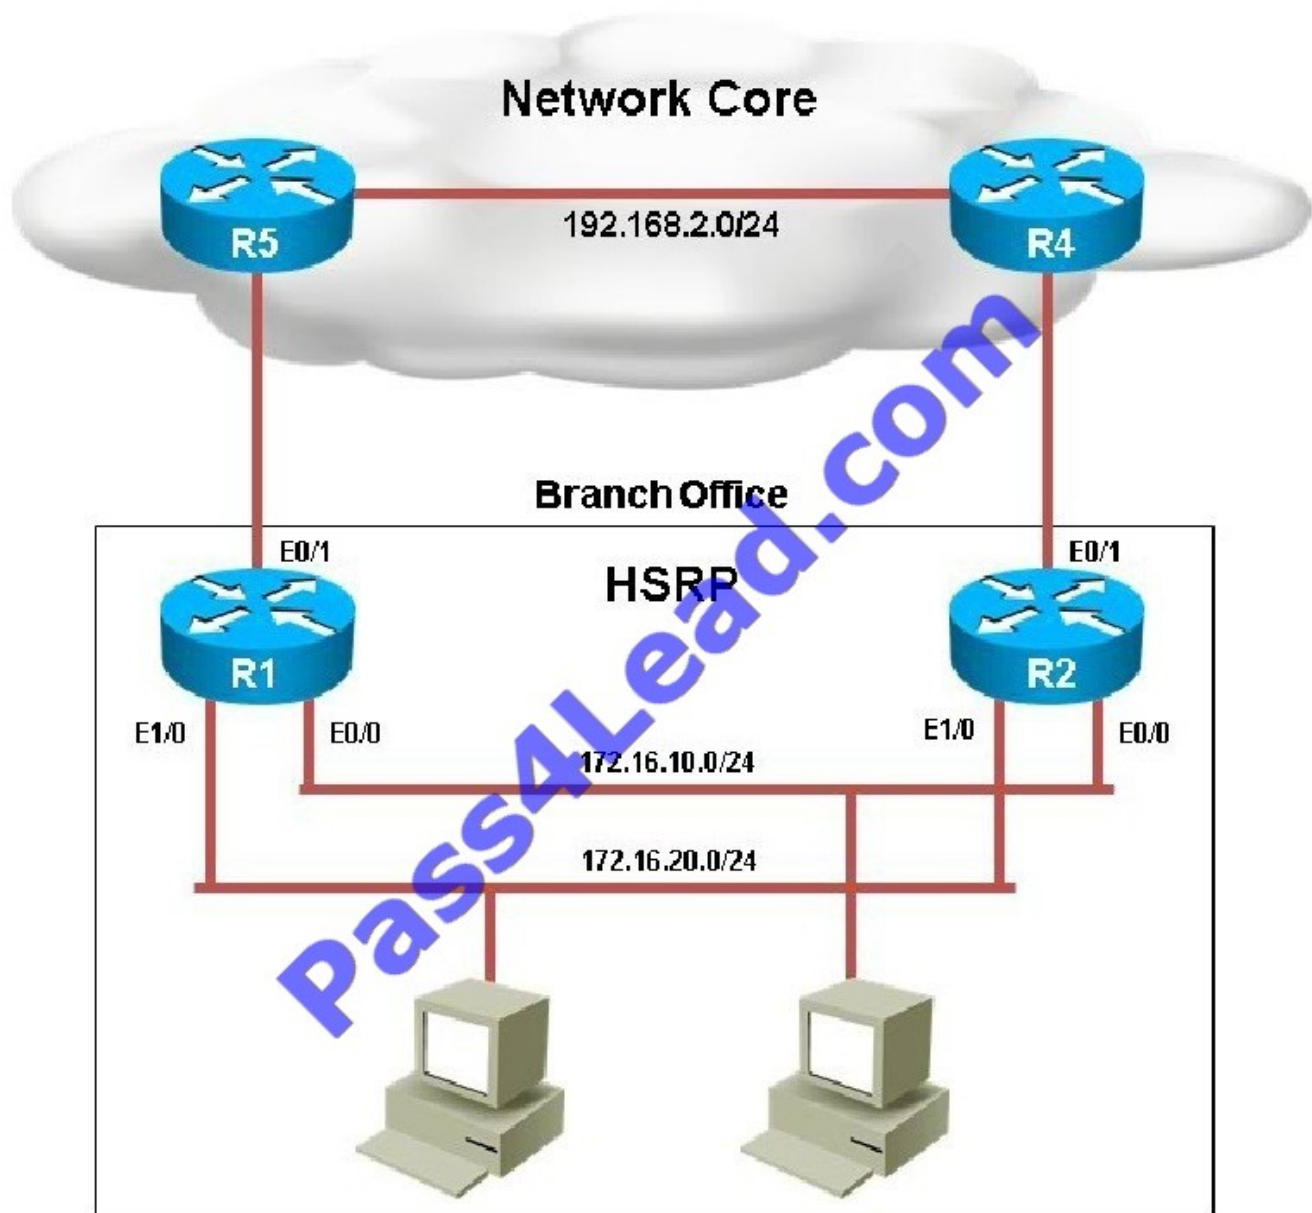 Network Core
R5
R4
192.168.2.0/24
Branch Office
E0/1
E0/1
HSRP
R1
R2
E1/0
E0/0
E1/0
E0/0
172.16.10.0/24
172.16.20.0/24
Pass4Lead.com